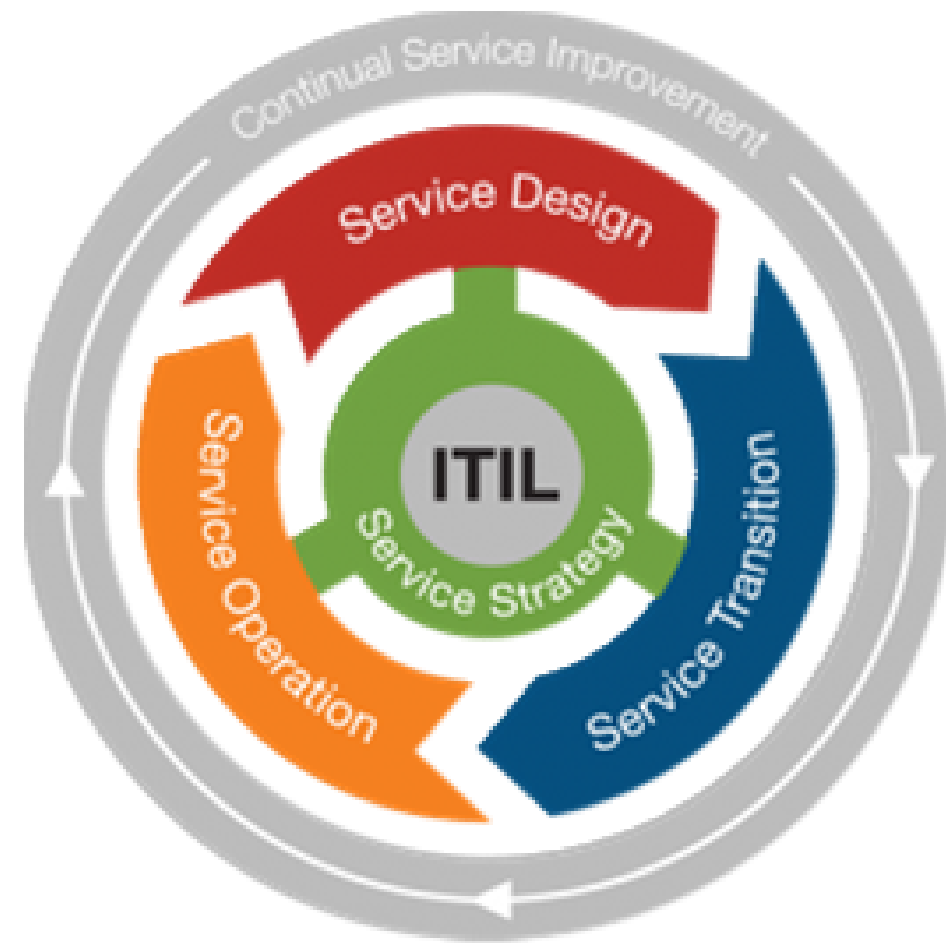 Continual Service Improvement
Service Design
Service Transition
Service Operation
Service Strategy
ITIL